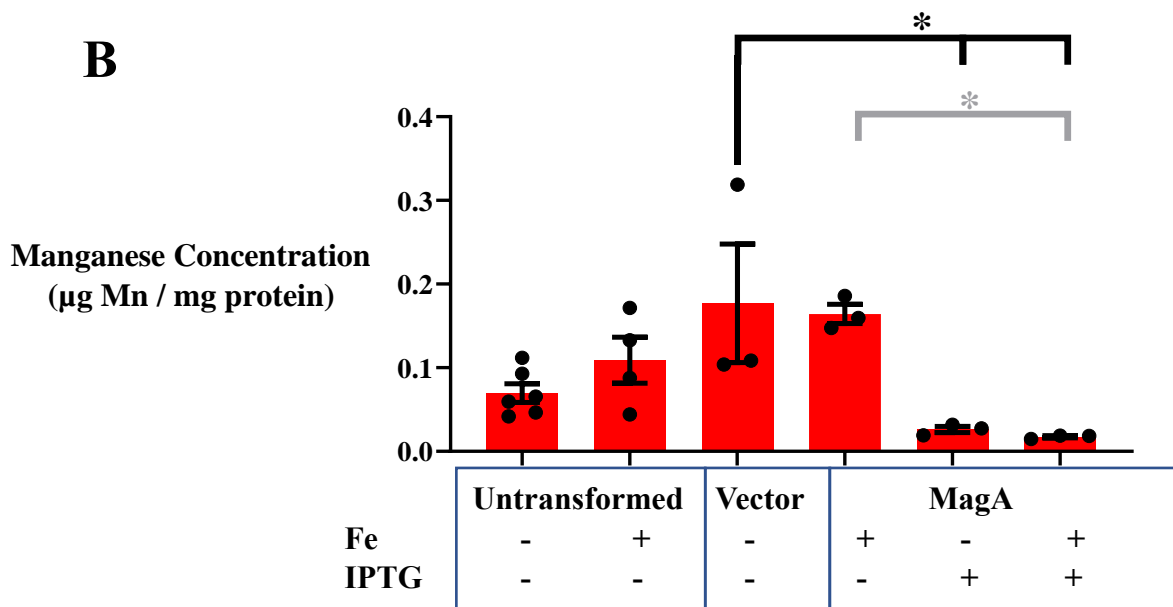 B
*
*
0.4
0.3
0.2
0.1
0.0
Manganese Concentration
(µg Mn / mg protein)
Untransformed Vector MagA
Fe - + - + - +
IPTG - - - - + +